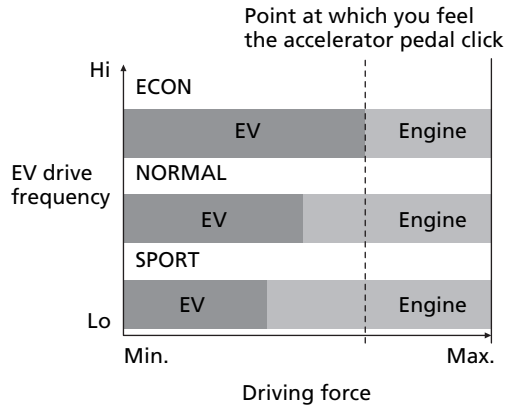 Point at which you feel
the accelerator pedal click
Hi
ECON
EV
Engine
EV drive
frequency
NORMAL
EV
Engine
SPORT
EV
Engine
Lo
Min.
Max.
Driving force